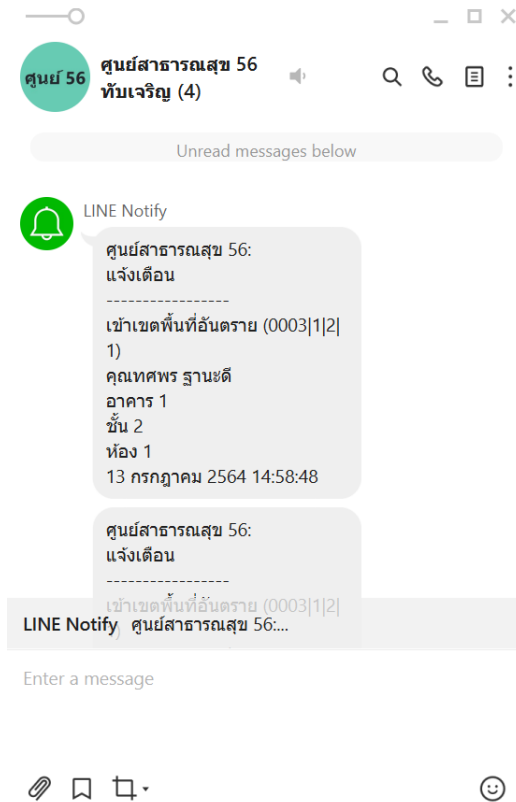 ศูนย์ 56
ศูนย์สาธารณสุข 56
ทับเจริญ (4)
Unread messages below
LINE Notify
ศูนย์สาธารณสุข 56:
แจ้งเตือน
-----------------
เข้าเขตพื้นที่อันตราย (0003|1|2|
1)
คุณทศพร ฐานะดี
อาคาร 1
ชั้น 2
ห้อง 1
13 กรกฎาคม 2564 14:58:48
ศูนย์สาธารณสุข 56:
แจ้งเตือน
-----------------
เข้าเขตพื้นที่อันตราย (0003|1|2|
LINE Notify ศูนย์สาธารณสุข 56:...
Enter a message